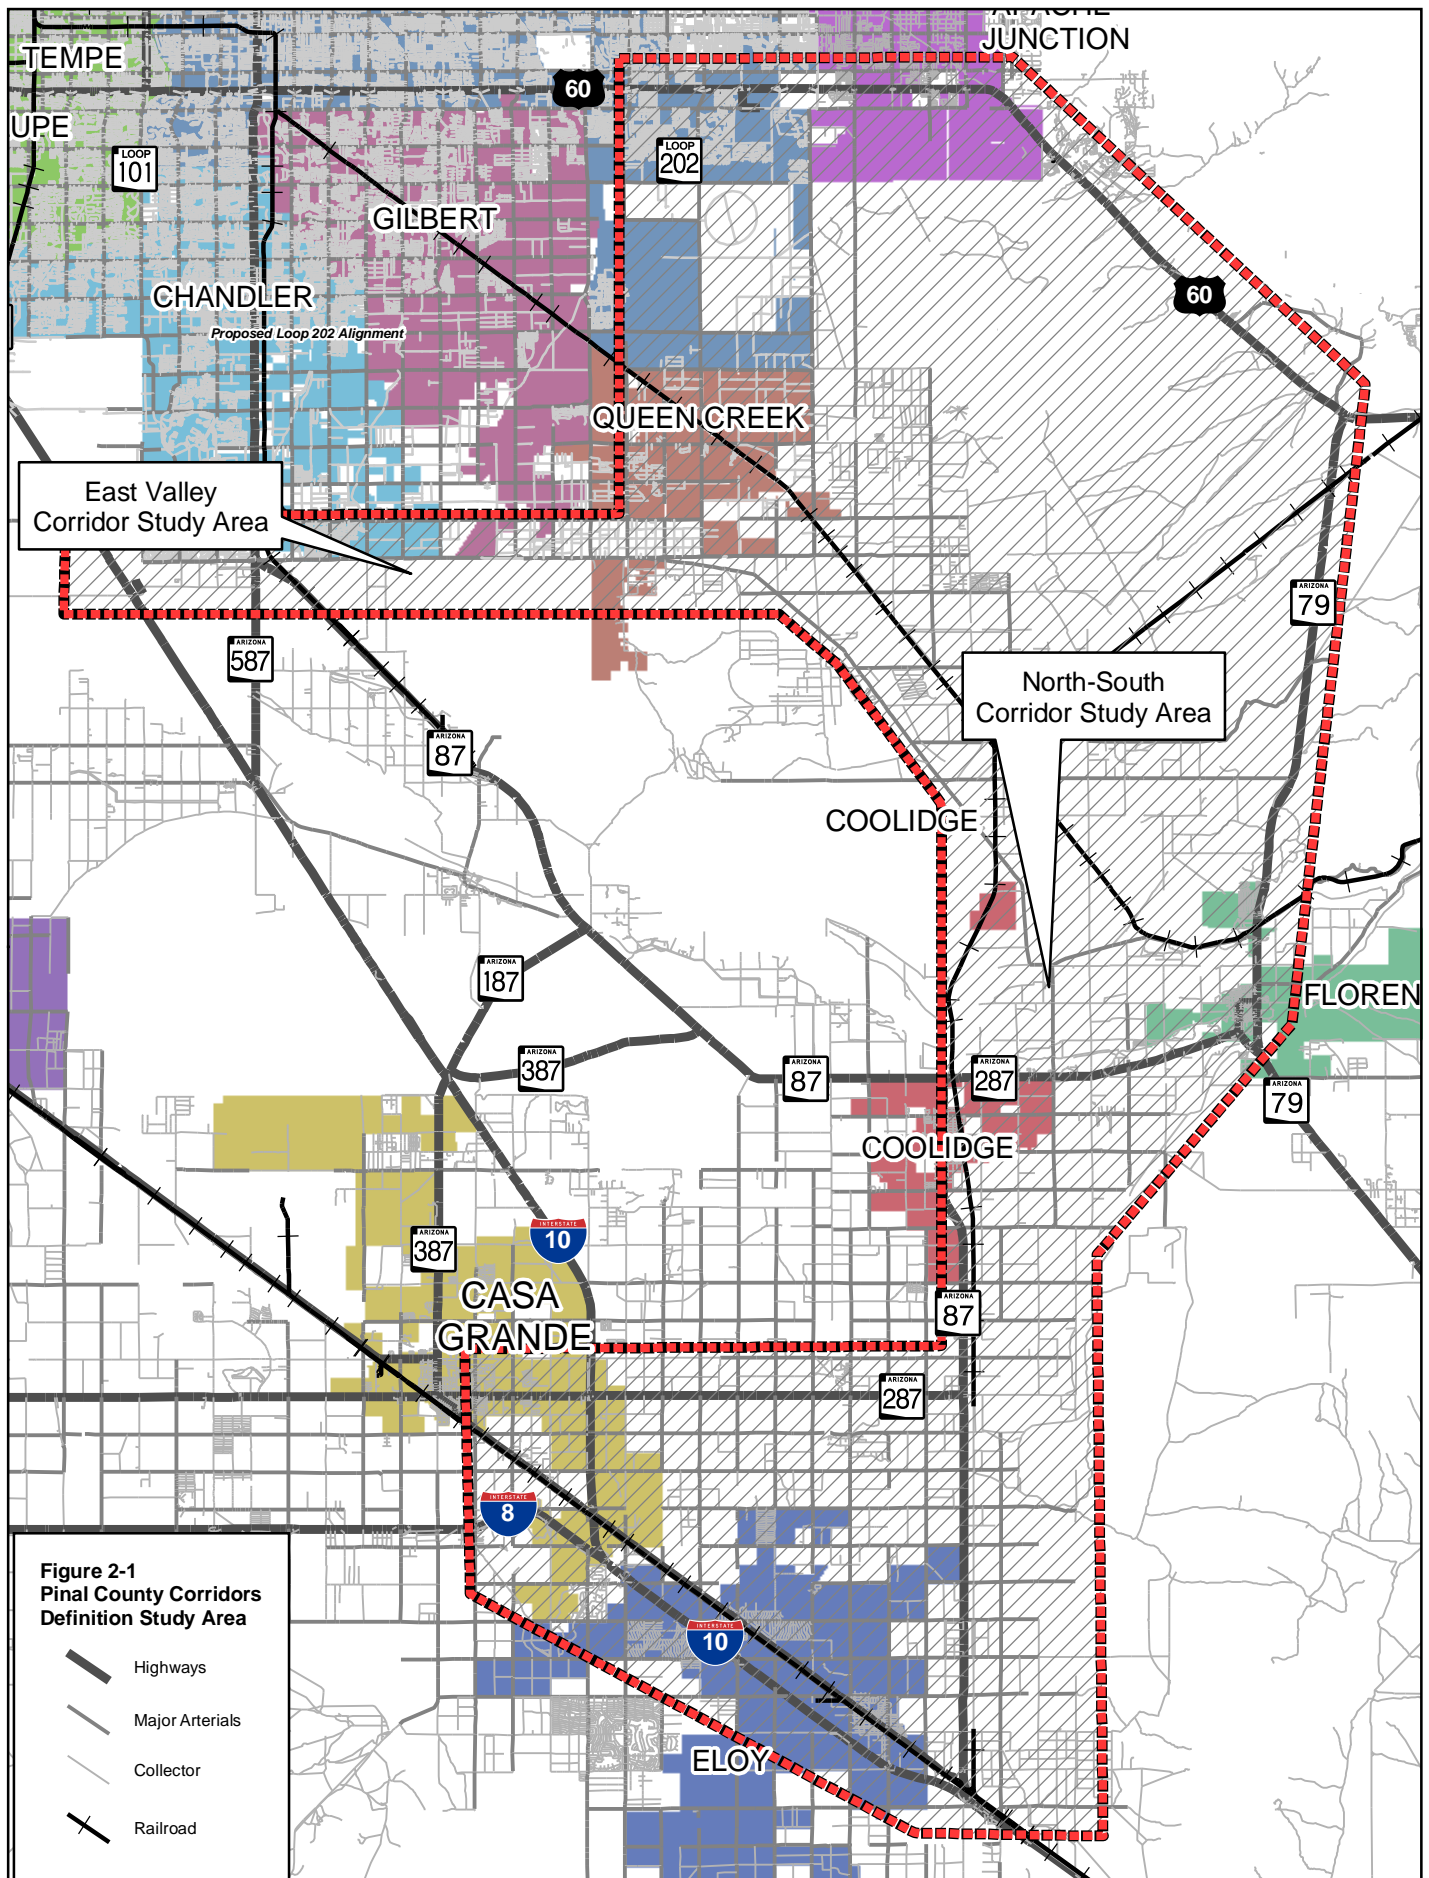 APACHE
JUNCTION
TEMPE
60
UPE
LOOP
101
LOOP
202
GILBERT
CHANDLER
60
Proposed Loop 202 Alignment
QUEEN CREEK
East Valley
Corridor Study Area
ARIZONA
79
ARIZONA
587
North-South
Corridor Study Area
ARIZONA
87
COOLIDGE
ARIZONA
187
FLOREN
ARIZONA
387
ARIZONA
87
ARIZONA
287
ARIZONA
79
COOLIDGE
ARIZONA
387
INTERSTATE
10
CASA
GRANDE
ARIZONA
87
ARIZONA
287
INTERSTATE
8
Figure 2-1
Pinal County Corridors
Definition Study Area
Highways
Major Arterials
Collector
Railroad
INTERSTATE
10
ELOY